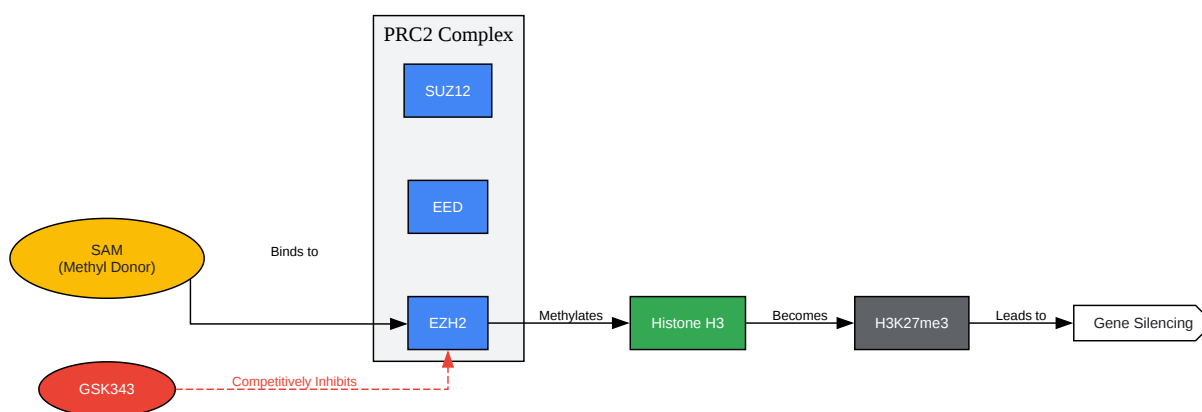 PRC2 Complex
SUZ12
EED
SAM
(Methyl Donor)
Binds to
EZH2
Methylates
Histone H3
Becomes
H3K27me3
Leads to
Gene Silencing
GSK343
Competitively Inhibits